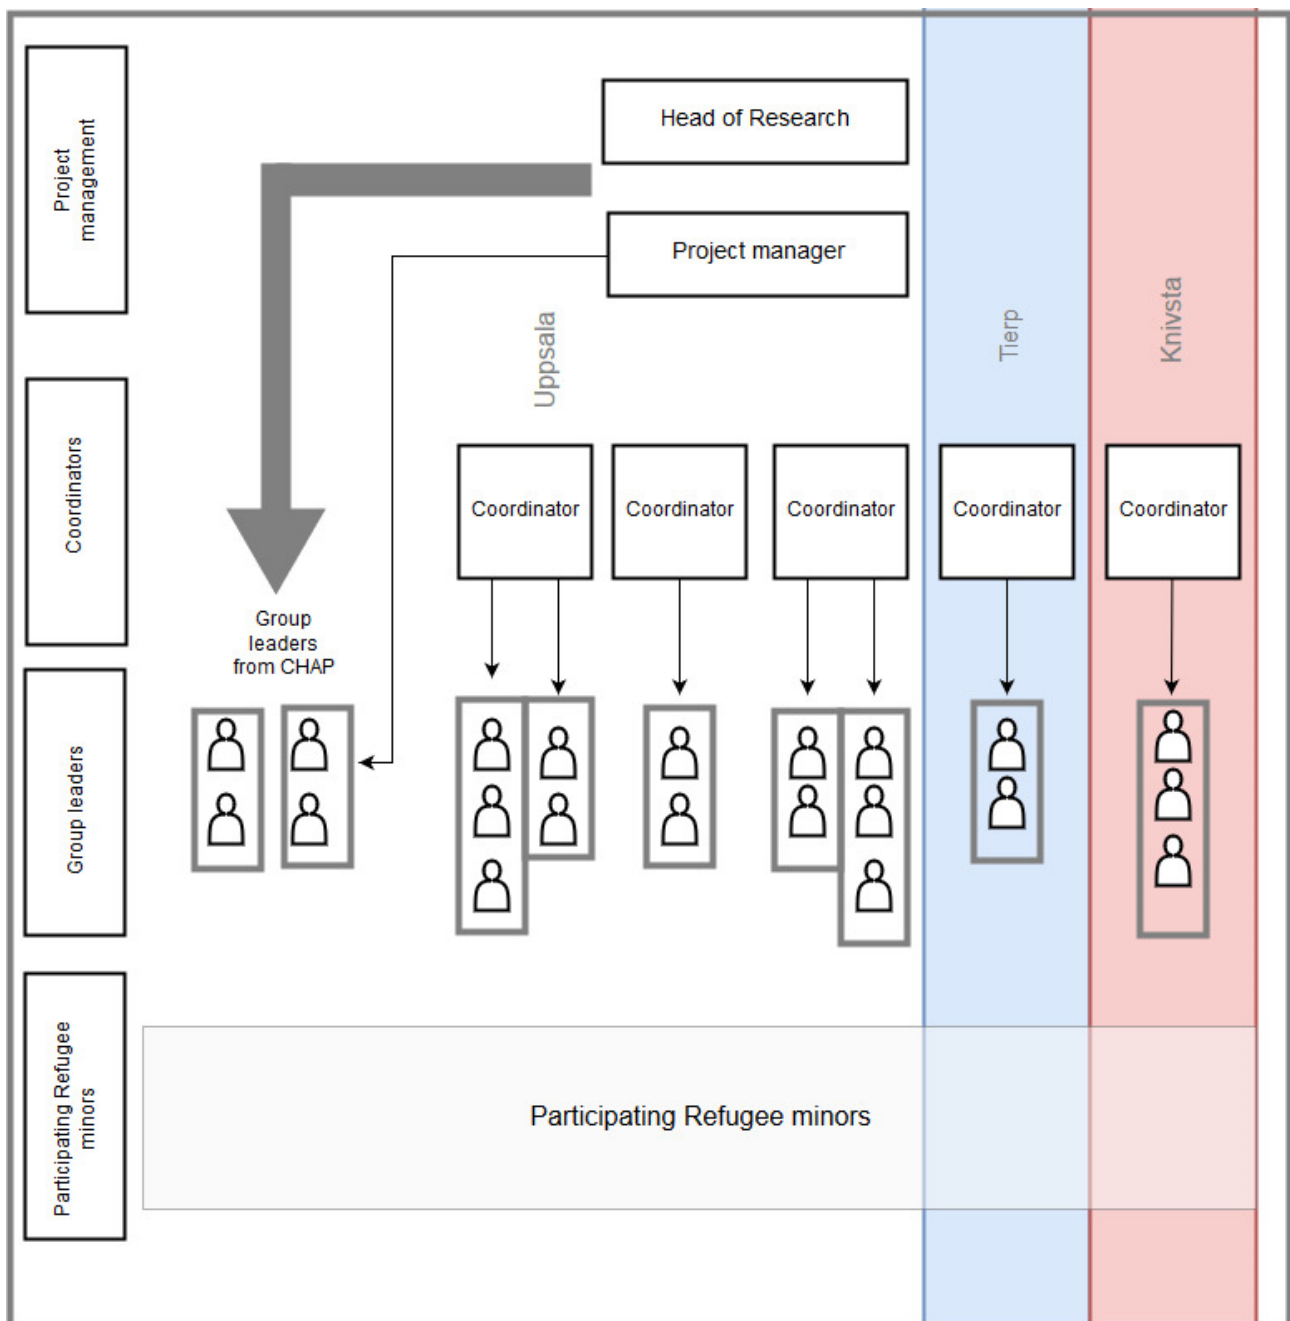 Project
management
Head of Research
Project manager
Uppsala
Tierp
Knivsta
Coordinators
Coordinator
Coordinator
Coordinator
Coordinator
Coordinator
Group
leaders
from CHAP
Group leaders
Participating Refugee
minors
Participating Refugee minors